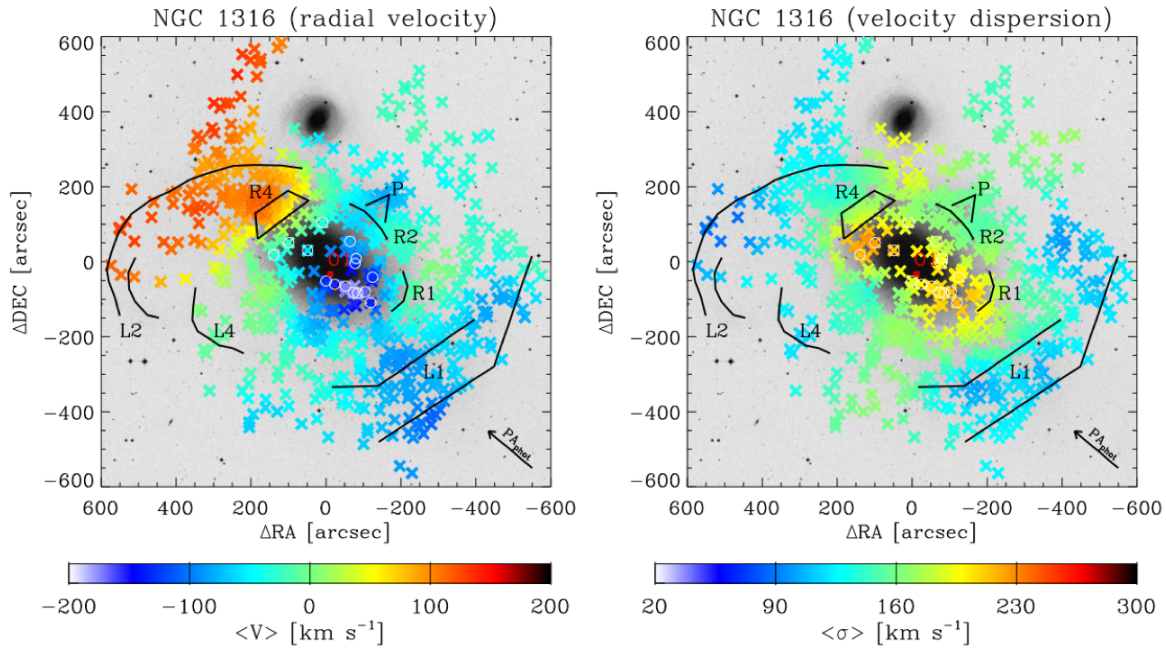 NGC 1316 (radial velocity)
600
400
200
0
-200
-400
-600
ΔDEC [arcsec]
R4
P
R2
R1
L2
L4
L1
PAphot
600 400 200 0 -200 -400 -600
ΔRA [arcsec]
-200 -100 0 100 200
<V> [km s⁻¹]
NGC 1316 (velocity dispersion)
600
400
200
0
-200
-400
-600
ΔDEC [arcsec]
R4
P
R2
R1
L2
L4
L1
PAphot
600 400 200 0 -200 -400 -600
ΔRA [arcsec]
20 90 160 230 300
<σ> [km s⁻¹]